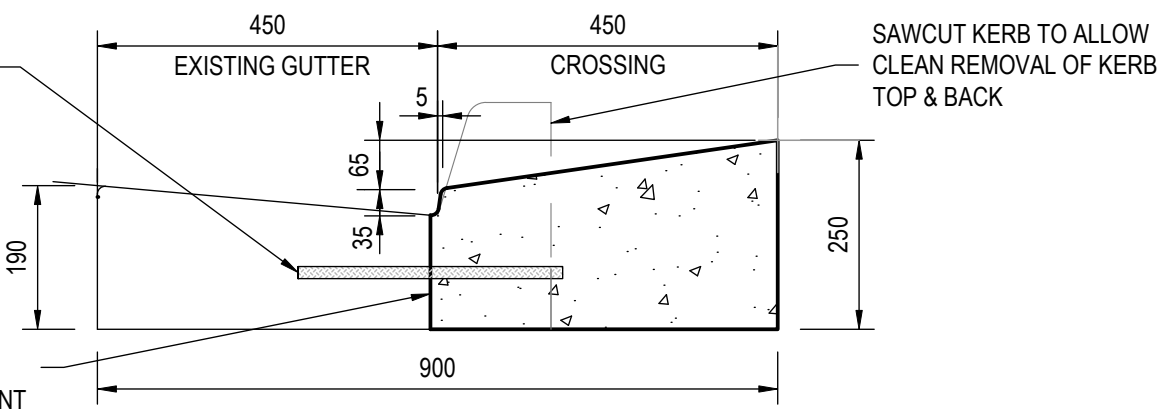 450
450
EXISTING GUTTER
CROSSING
SAWCUT KERB TO ALLOW
CLEAN REMOVAL OF KERB
TOP & BACK
5
65
35
190
250
900